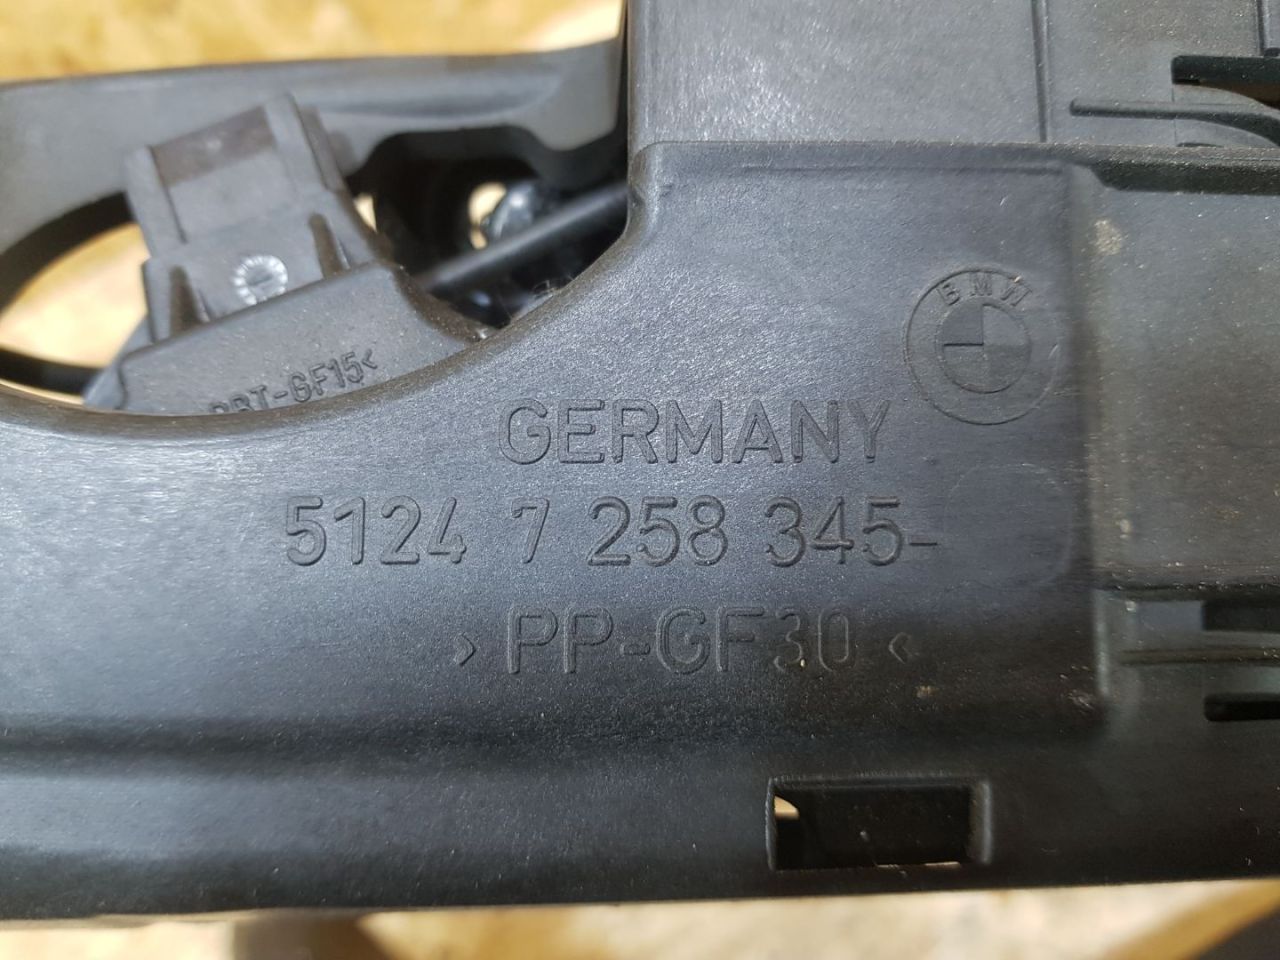 BMW
PBT-GF15<
GERMANY
5124 7 258 345-
>PP-GF30<